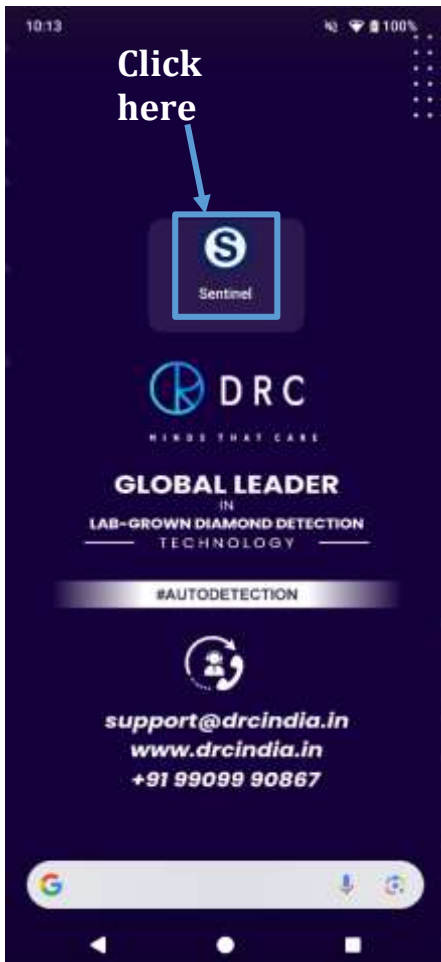 10:13
100%
Click
here
S
Sentinel
DRC
MINDS THAT CARE
GLOBAL LEADER
IN
LAB-GROWN DIAMOND DETECTION
TECHNOLOGY
#AUTODETECTION
support@drcindia.in
www.drcindia.in
+91 99099 90867
G